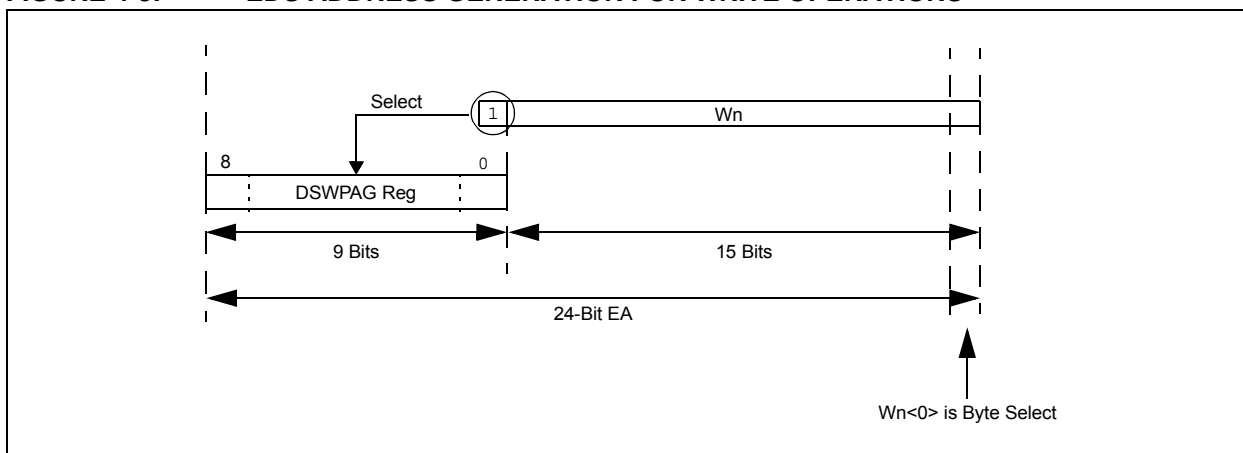 Select
1
Wn
8
0
DSWPAG Reg
9 Bits
15 Bits
24-Bit EA
Wn<0> is Byte Select